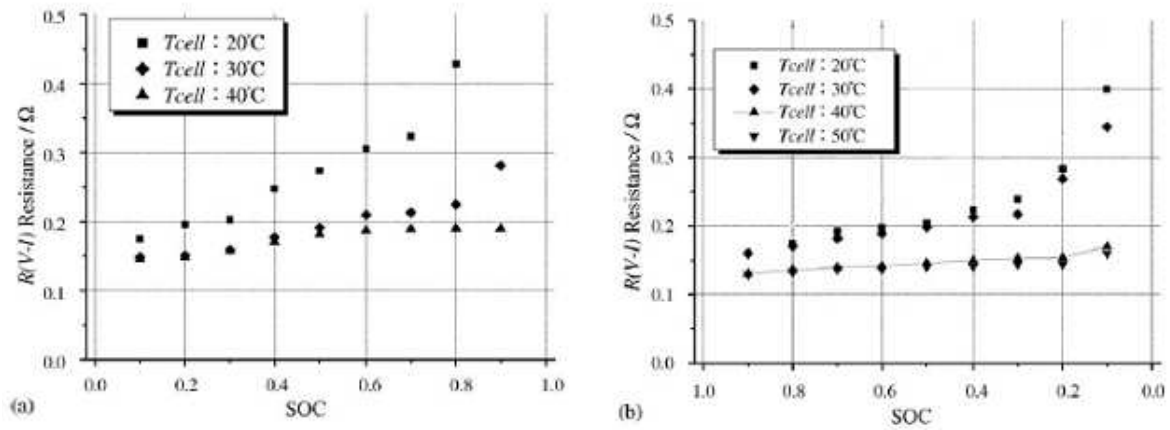 0.5
0.4
0.3
0.2
0.1
0.0
R(V-I) Resistance / Ω
Tcell : 20℃
Tcell : 30℃
Tcell : 40℃
0.0 0.2 0.4 0.6 0.8 1.0
SOC
(a)
0.5
0.4
0.3
0.2
0.1
0.0
R(V-I) Resistance / Ω
Tcell : 20℃
Tcell : 30℃
Tcell : 40℃
Tcell : 50℃
1.0 0.8 0.6 0.4 0.2 0.0
SOC
(b)